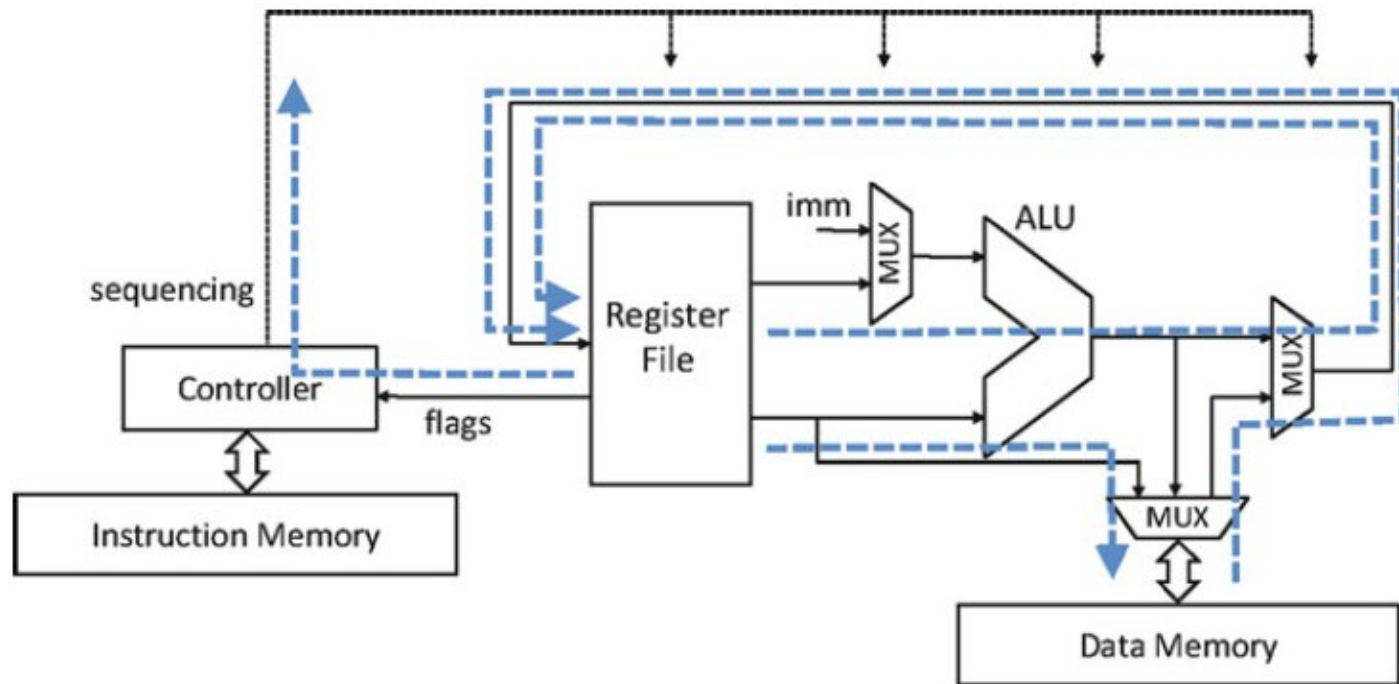 imm
MUX
ALU
sequencing
Register
File
MUX
Controller
flags
MUX
Instruction Memory
Data Memory